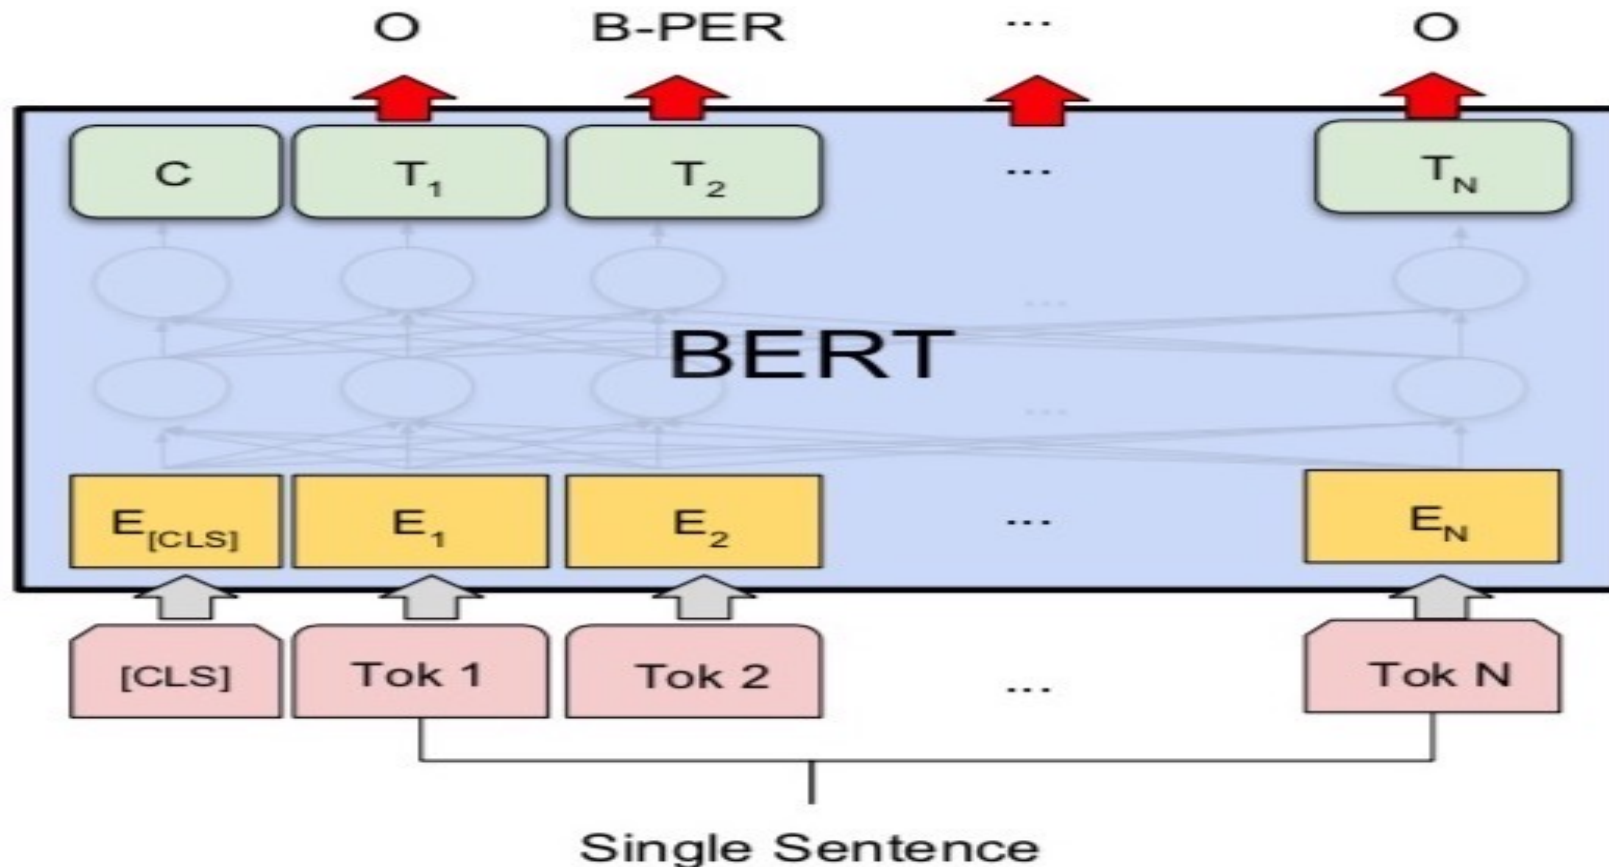 O B-PER ... O
C T1 T2 ... TN
...
BERT
...
E[CLS] E1 E2 ... EN
[CLS] Tok 1 Tok 2 ... Tok N
Single Sentence